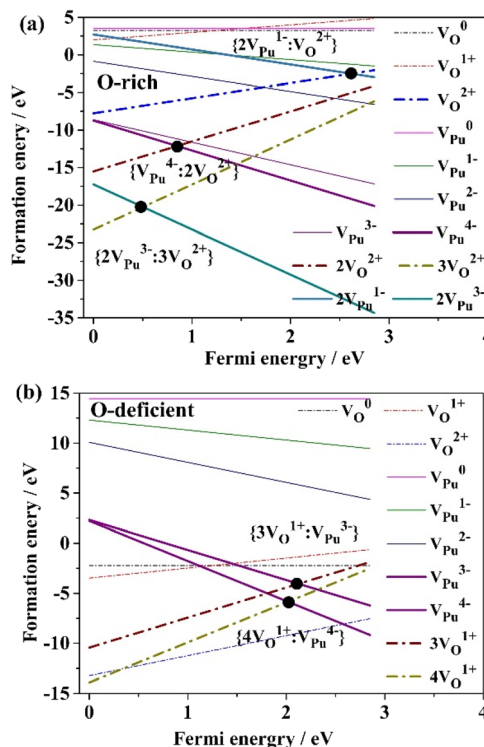 (a)
Formation enery / eV
5
0
-5
-10
-15
-20
-25
-30
-35
O-rich
{2V_Pu^1-:V_O^2+}
{V_Pu^4-:2V_O^2+}
{2V_Pu^3-:3V_O^2+}
V_O^0
V_O^1+
V_O^2+
V_Pu^0
V_Pu^1-
V_Pu^2-
V_Pu^3- V_Pu^4-
2V_O^2+ 3V_O^2+
2V_Pu^1- 2V_Pu^3-
0 1 2 3 4
Fermi energry / eV
(b)
Formation enery / eV
15
10
5
0
-5
-10
-15
O-deficient
V_O^0 V_O^1+
V_O^2+
V_Pu^0
V_Pu^1-
V_Pu^2-
V_Pu^3-
V_Pu^4-
3V_O^1+
4V_O^1+
{3V_O^1+:V_Pu^3-}
{4V_O^1+:V_Pu^4-}
0 1 2 3 4
Fermi energry / eV